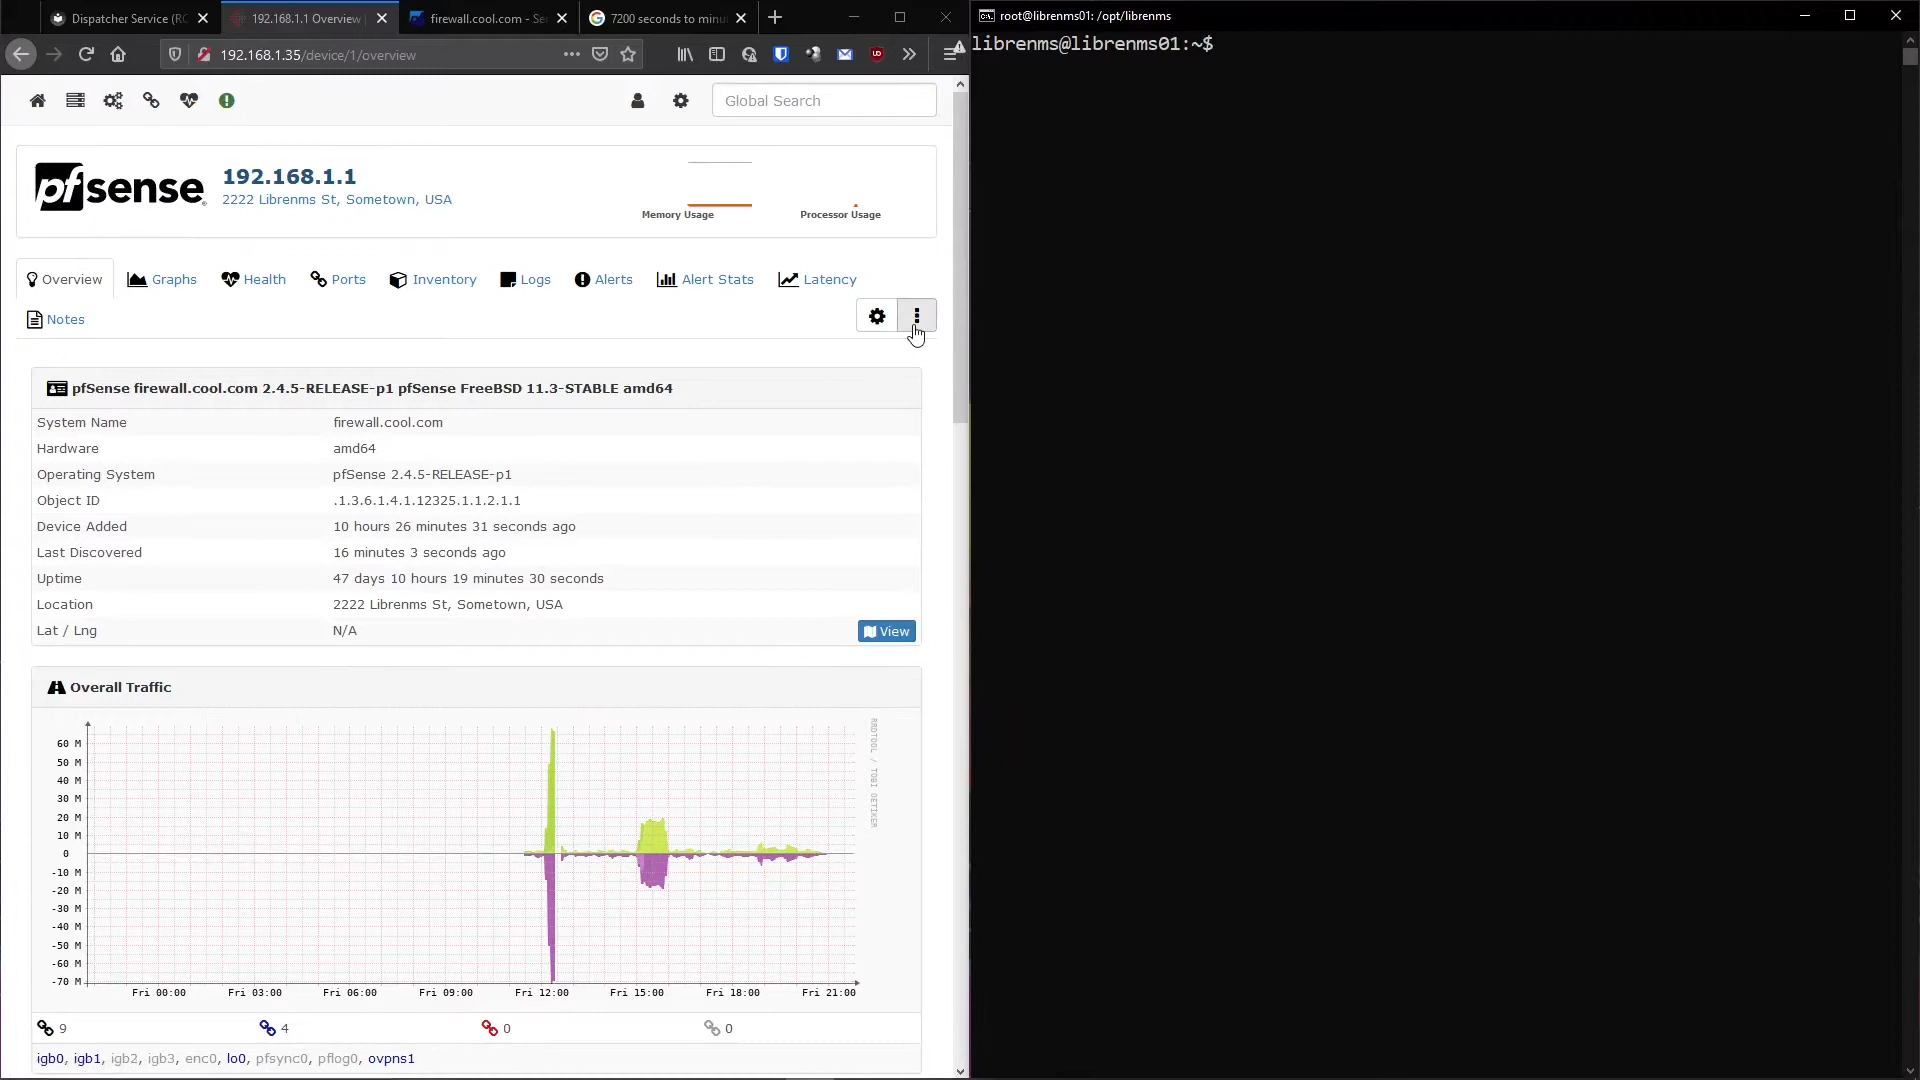 Dispatcher Service (RC
192.168.1.1 Overview
firewall.cool.com - Se
7200 seconds to minu
192.168.1.35/device/1/overview
Global Search
pfsense
192.168.1.1
2222 Librenms St, Sometown, USA
Memory Usage
Processor Usage
Overview
Graphs
Health
Ports
Inventory
Logs
Alerts
Alert Stats
Latency
Notes
pfSense firewall.cool.com 2.4.5-RELEASE-p1 pfSense FreeBSD 11.3-STABLE amd64
System Name firewall.cool.com
Hardware amd64
Operating System pfSense 2.4.5-RELEASE-p1
Object ID .1.3.6.1.4.1.12325.1.1.2.1.1
Device Added 10 hours 26 minutes 31 seconds ago
Last Discovered 16 minutes 3 seconds ago
Uptime 47 days 10 hours 19 minutes 30 seconds
Location 2222 Librenms St, Sometown, USA
Lat / Lng N/A View
Overall Traffic
RRDTOOL / TOBI OETIKER
60 M
50 M
40 M
30 M
20 M
10 M
0
-10 M
-20 M
-30 M
-40 M
-50 M
-60 M
-70 M
Fri 00:00 Fri 03:00 Fri 06:00 Fri 09:00 Fri 12:00 Fri 15:00 Fri 18:00 Fri 21:00
9 4 0 0
igb0, igb1, igb2, igb3, enc0, lo0, pfsync0, pflog0, ovpns1
root@librenms01: /opt/librenms
librenms@librenms01:~$